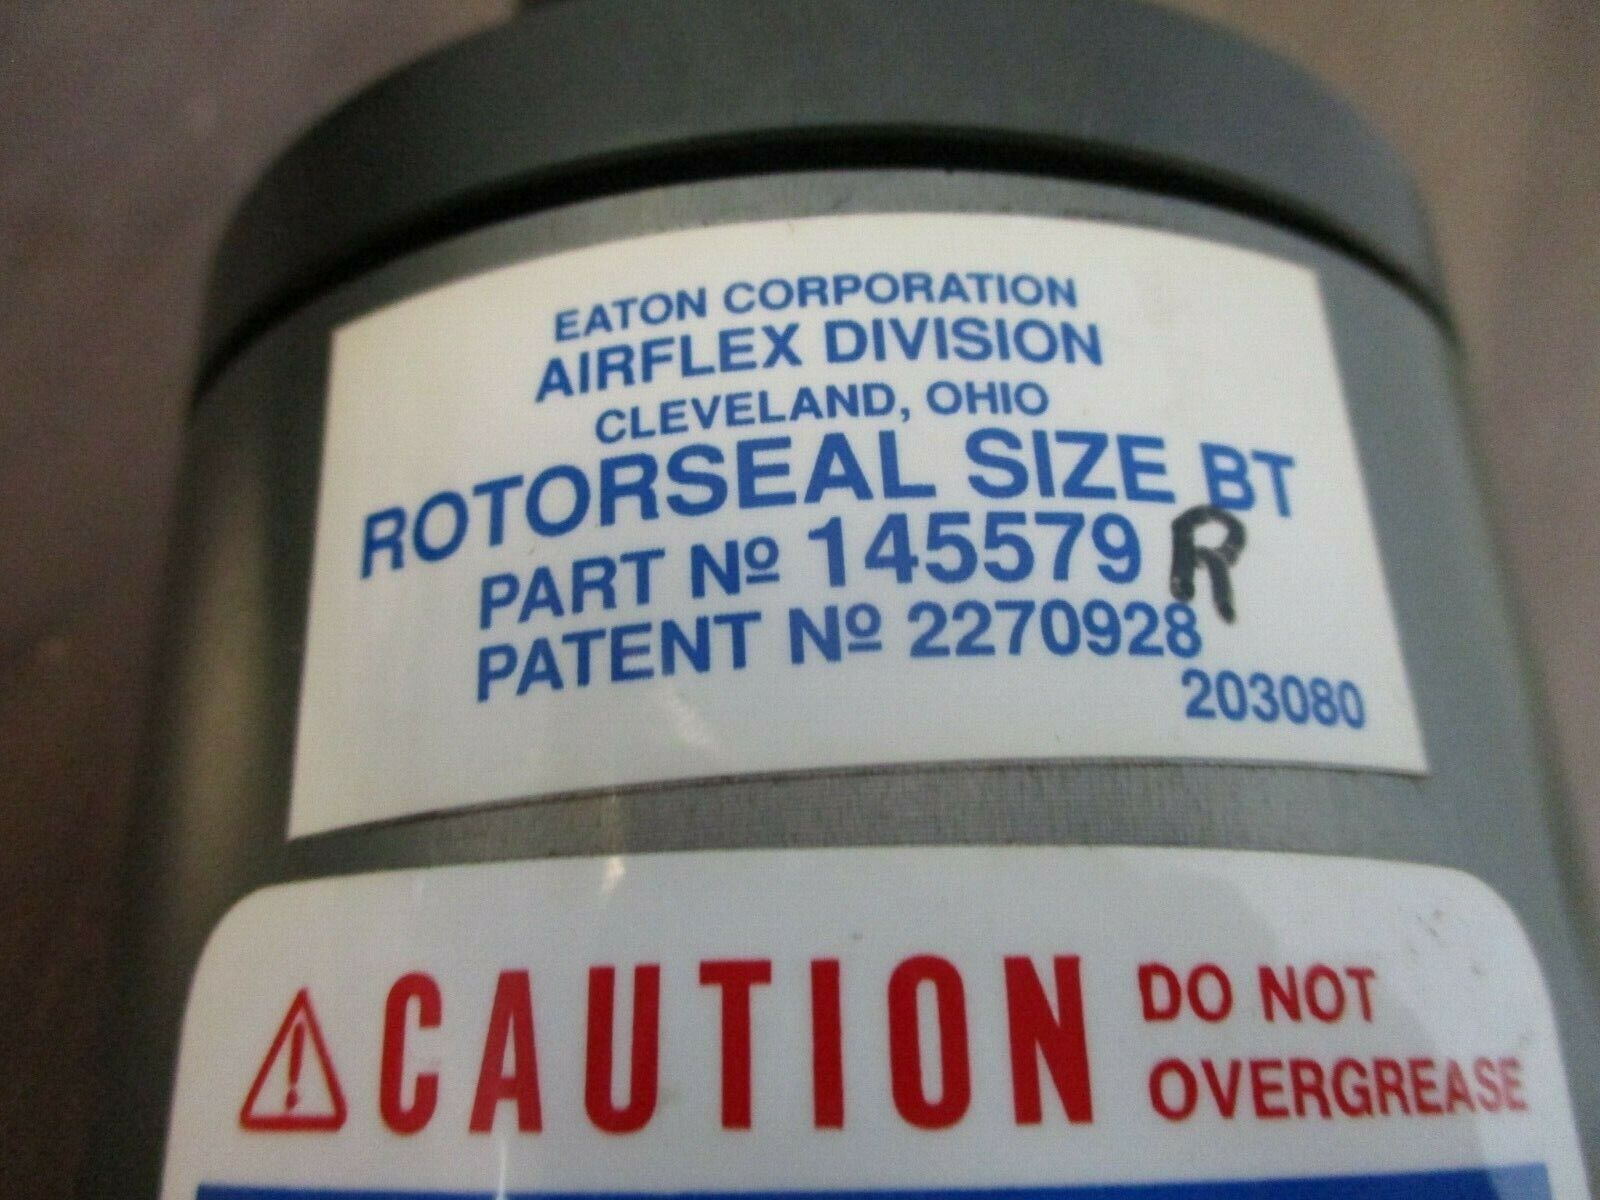 EATON CORPORATION
AIRFLEX DIVISION
CLEVELAND, OHIO
ROTORSEAL SIZE BT
PART Nº 145579 R
PATENT Nº 2270928
203080
CAUTION DO NOT
OVERGREASE